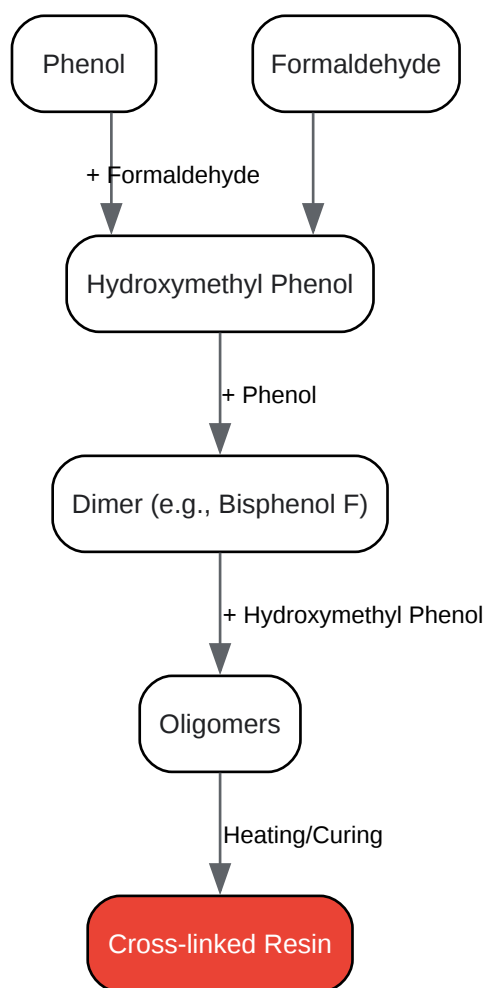 Phenol
Formaldehyde
+ Formaldehyde
Hydroxymethyl Phenol
+ Phenol
Dimer (e.g., Bisphenol F)
+ Hydroxymethyl Phenol
Oligomers
Heating/Curing
Cross-linked Resin